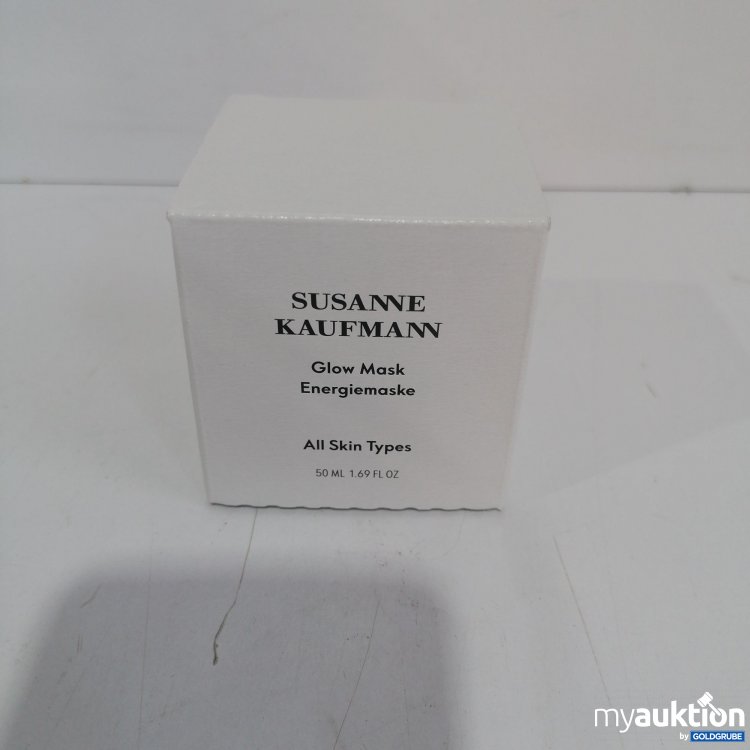 SUSANNE
KAUFMANN
Glow Mask
Energiemaske
All Skin Types
50 ML 1.69 FL OZ
myauktion
by GOLDGRUBE